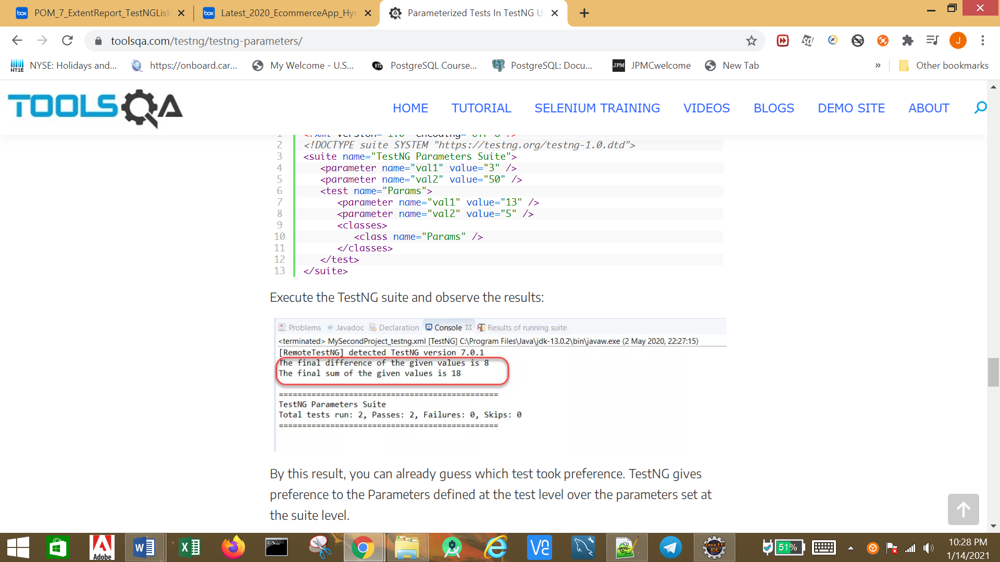 POM_7_ExtentReport_TestNGList
Latest_2020_EcommerceApp_Hyr
Parameterized Tests In TestNG U
toolsqa.com/testng/testng-parameters/
J
NYSE: Holidays and...
https://onboard.car...
My Welcome - U.S...
PostgreSQL Course...
PostgreSQL: Docu...
JPMCwelcome
New Tab
»
Other bookmarks
TOOLSQA
HOME
TUTORIAL
SELENIUM TRAINING
VIDEOS
BLOGS
DEMO SITE
ABOUT
2 <!DOCTYPE suite SYSTEM "https://testng.org/testng-1.0.dtd">
3 <suite name="TestNG Parameters Suite">
4 <parameter name="val1" value="3" />
5 <parameter name="val2" value="50" />
6 <test name="Params">
7 <parameter name="val1" value="13" />
8 <parameter name="val2" value="5" />
9 <classes>
10 <class name="Params" />
11 </classes>
12 </test>
13 </suite>
Execute the TestNG suite and observe the results:
Problems @ Javadoc Declaration Console Results of running suite
<terminated> MySecondProject_testng.xml [TestNG] C:\Program Files\Java\jdk-13.0.2\bin\javaw.exe (2 May 2020, 22:27:15)
[RemoteTestNG] detected TestNG version 7.0.1
The final difference of the given values is 8
The final sum of the given values is 18
===============================================
TestNG Parameters Suite
Total tests run: 2, Passes: 2, Failures: 0, Skips: 0
===============================================
By this result, you can already guess which test took preference. TestNG gives
preference to the Parameters defined at the test level over the parameters set at
the suite level.
Adobe
51%
10:28 PM
1/14/2021